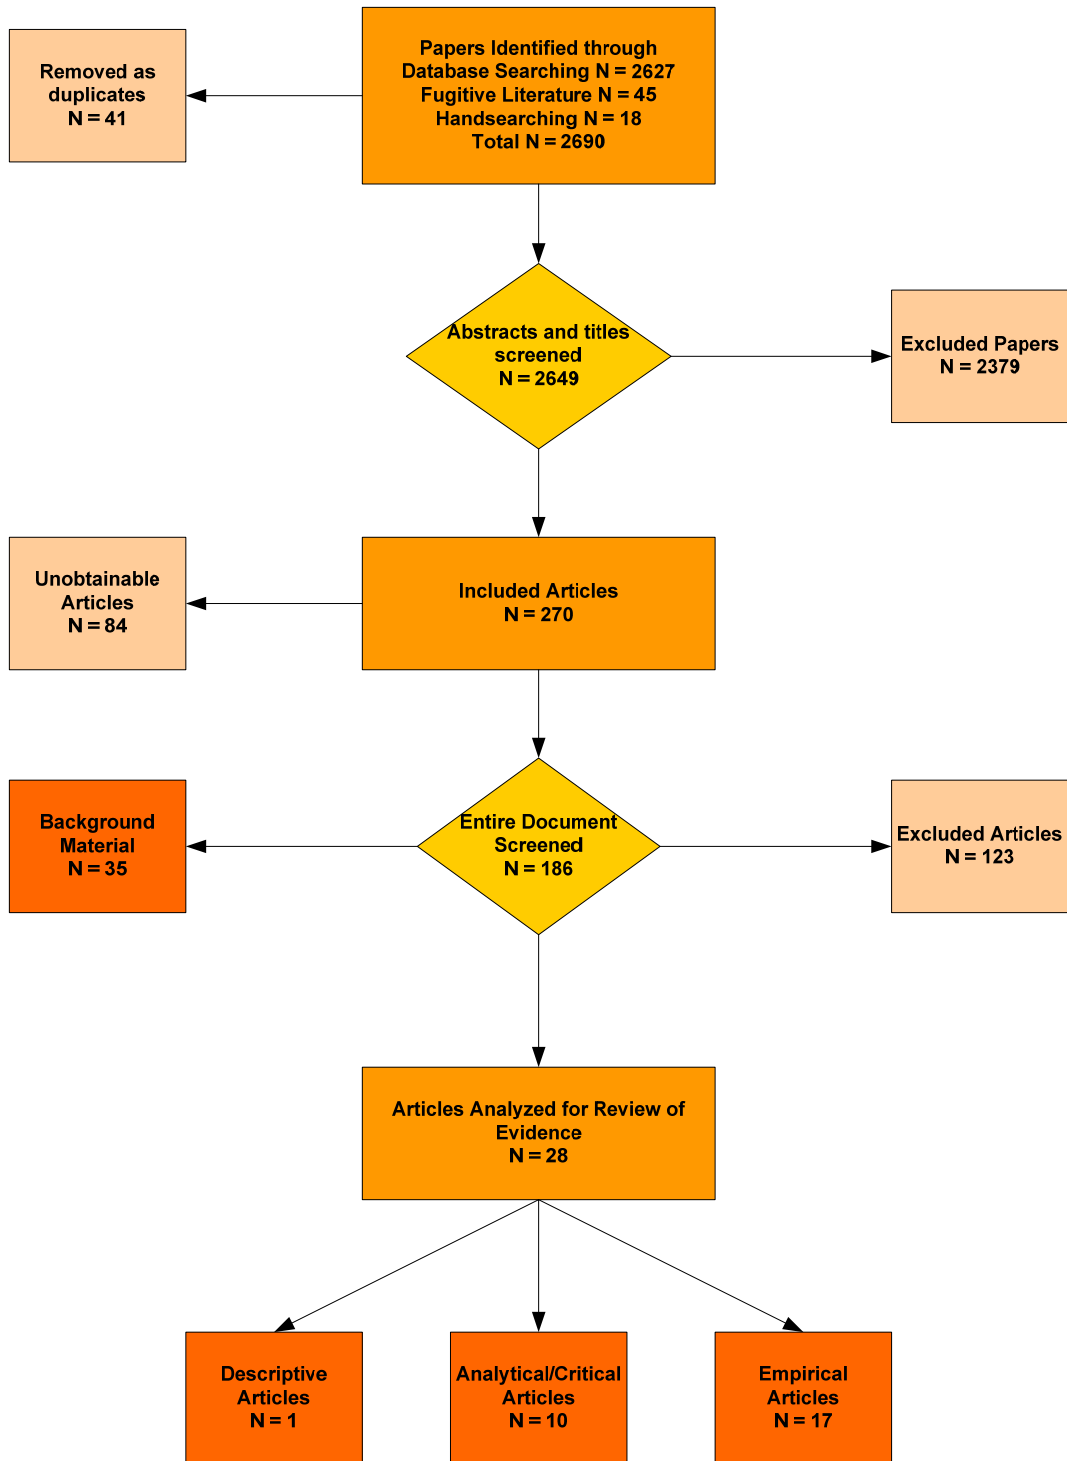 Papers Identified through
Database Searching N = 2627
Fugitive Literature N = 45
Handsearching N = 18
Total N = 2690
Removed as
duplicates
N = 41
Abstracts and titles
screened
N = 2649
Excluded Papers
N = 2379
Included Articles
N = 270
Unobtainable
Articles
N = 84
Entire Document
Screened
N = 186
Background
Material
N = 35
Excluded Articles
N = 123
Articles Analyzed for Review of
Evidence
N = 28
Descriptive
Articles
N = 1
Analytical/Critical
Articles
N = 10
Empirical
Articles
N = 17